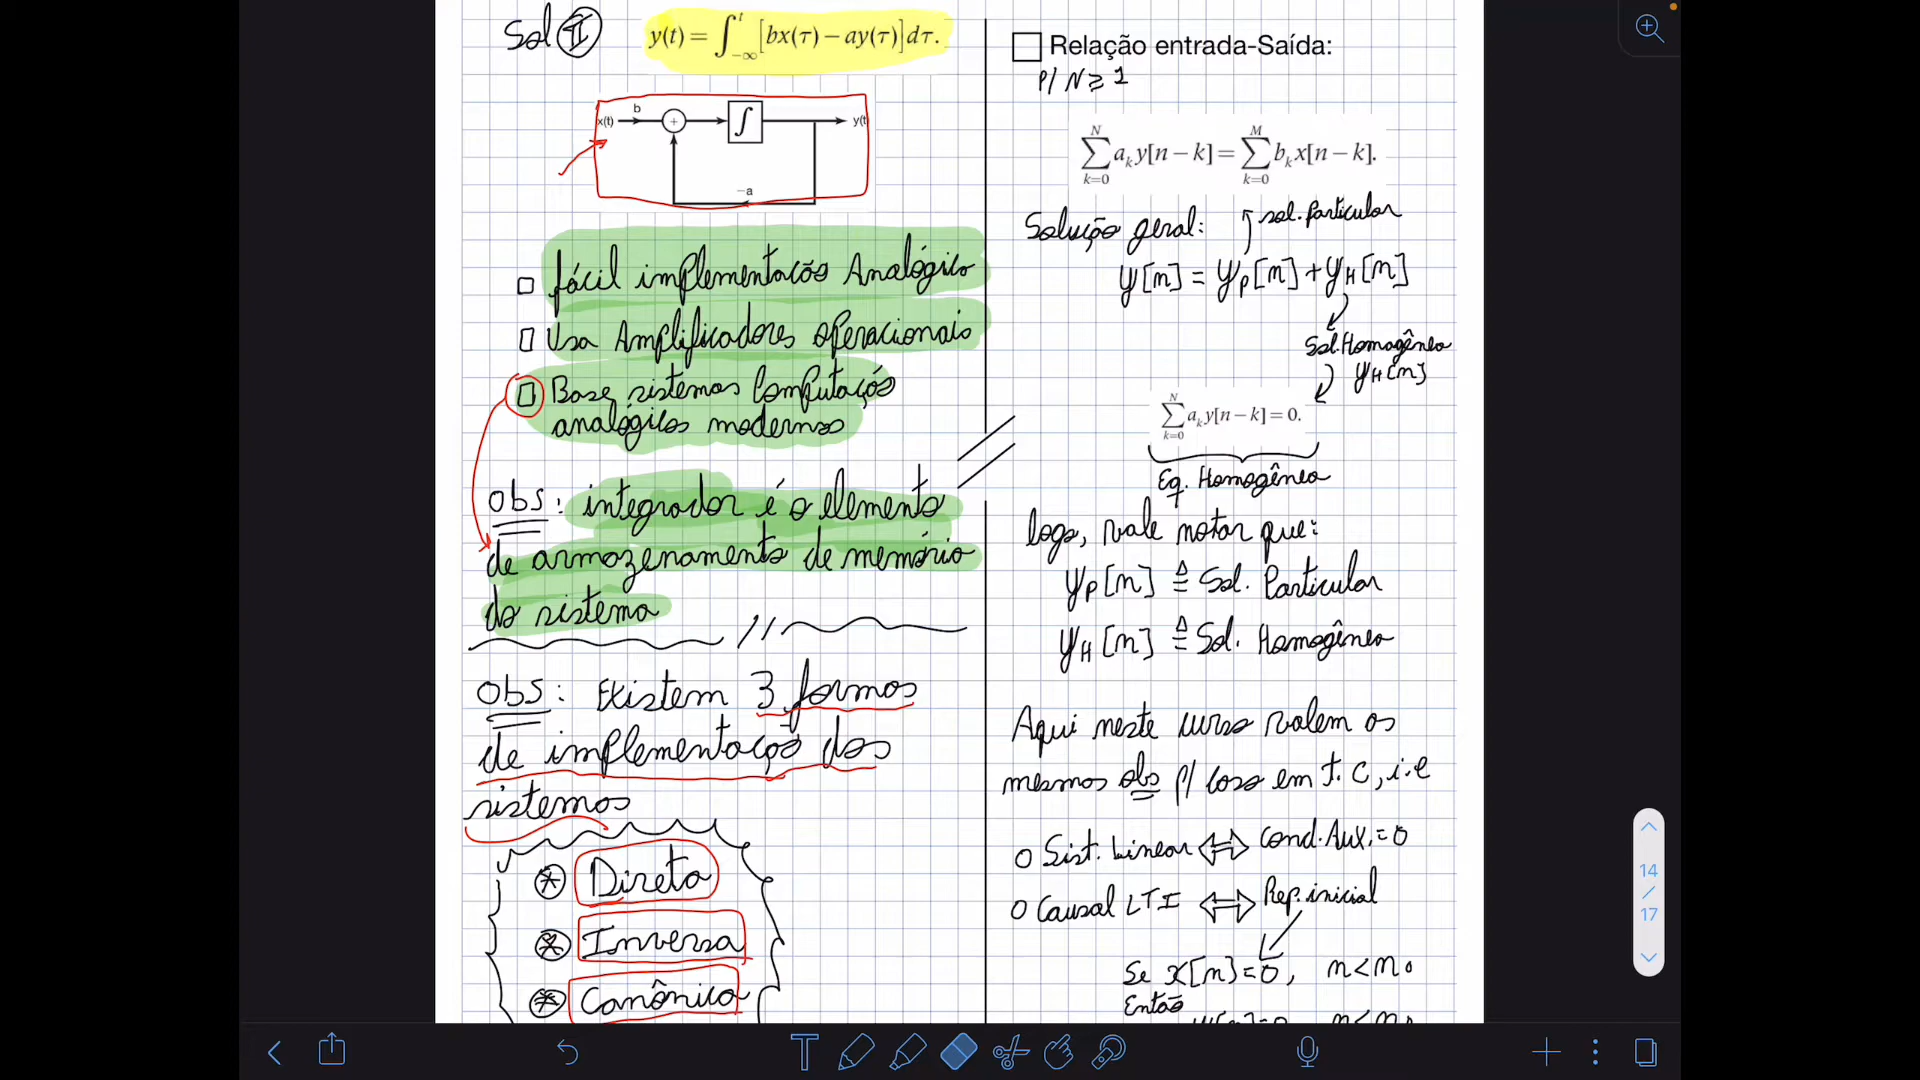 Sol II
y(t) = ∫_{-∞}^{t} [bx(τ) − ay(τ)]dτ.
x(t) b + ∫ y(t
−a
□ fácil implementação Analógica
□ Usa Amplificadores operacionais
□ Base sistemas Computação
analógicos modernos
Obs: integrador é o elemento
de armazenamento de memória
do sistema
//
Obs: Existem 3 formas
de implementação dos
sistemas
⊛ Direta
⊛ Inversa
⊛ Canônica
□ Relação entrada-Saída:
P/ N ≥ 1
∑_{k=0}^{N} a_k y[n − k] = ∑_{k=0}^{M} b_k x[n − k].
Solução geral: sol. Particular
y[n] = y_P[n] + y_H[n]
Sol. Homogênea
y_H[n]
∑_{k=0}^{N} a_k y[n − k] = 0.
Eq. Homogênea
logo, vale notar que:
y_P[n] ≜ Sol. Particular
y_H[n] ≜ Sol. Homogênea
Aqui neste curso valem as
mesmas obs p/ caso em t.c, i.e
o Sist. Linear ⟺ Cond. Aux. = 0
o Causal LTI ⟺ Rep. inicial
Se x[n] = 0, n < n₀
Então
14
/
17